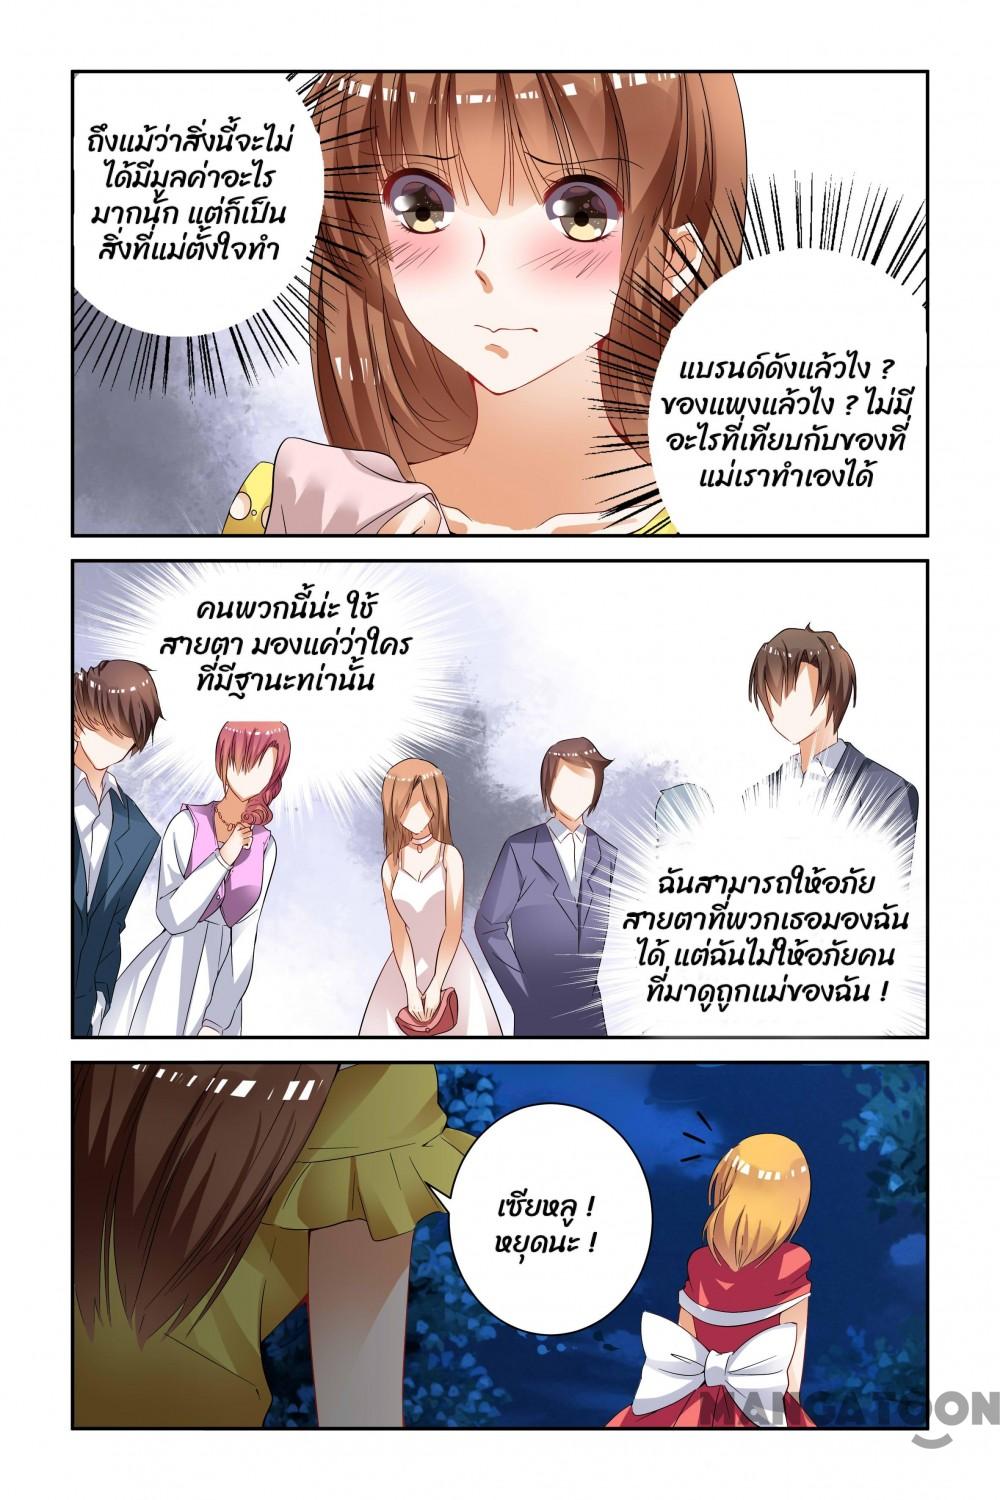 ถึงแม้ว่าสิ่งนี้จะไม่
ได้มีมูลค่าอะไร
มากนัก แต่ก็เป็น
สิ่งที่แม่ตั้งใจทำ
แบรนด์ดังแล้วไง ?
ของแพงแล้วไง ? ไม่มี
อะไรที่เทียบกับของที่
แม่เราทำเองได้
คนพวกนี้น่ะ ใช้
สายตา มองแค่ว่าใคร
ที่มีฐานะทเ่านั้น
ฉันสามารถให้อภัย
สายตาที่พวกเธอมองฉัน
ได้ แต่ฉันไม่ให้อภัยคน
ที่มาดูถูกแม่ของฉัน !
เซียหลู !
หยุดนะ !
MANGATOON